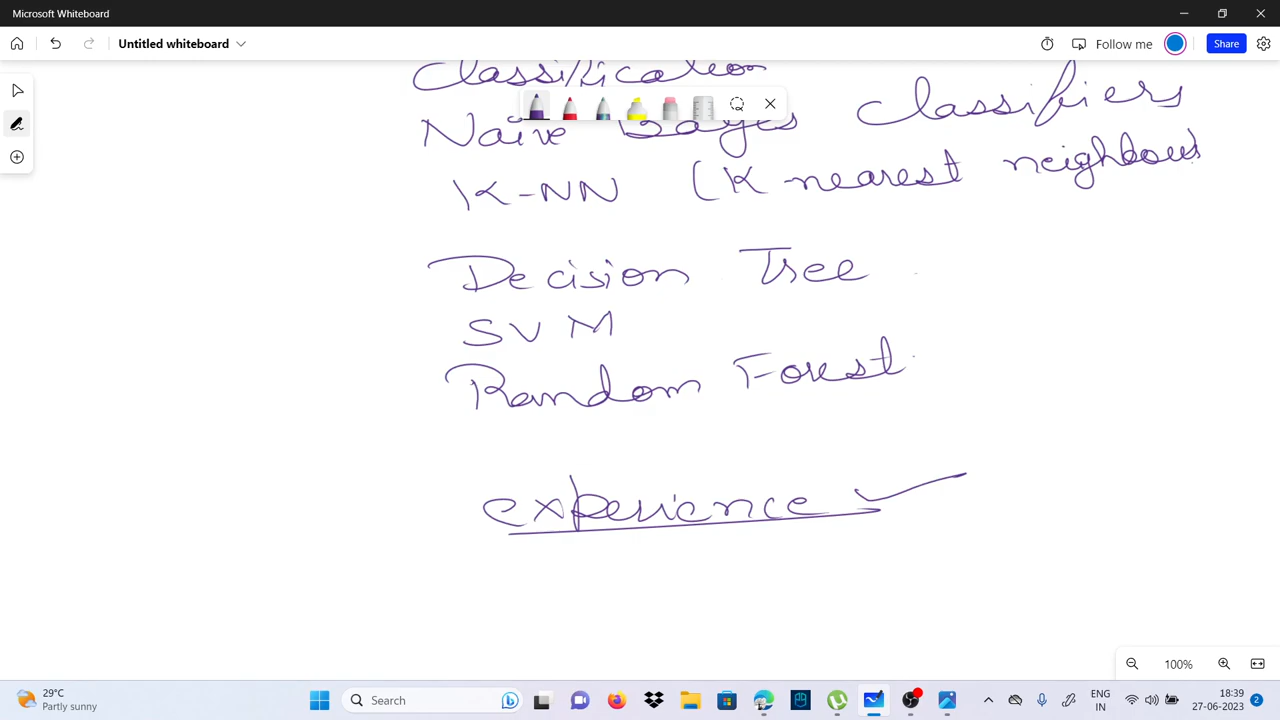 Microsoft Whiteboard
Untitled whiteboard
Follow me
Share
Classification
Naive Bayes Classifiers
K-NN (K-nearest neighbours
Decision Tree
SVM
Random Forest
experience
100%
29°C
Partly sunny
Search
ENG
IN
18:39
27-06-2023
2